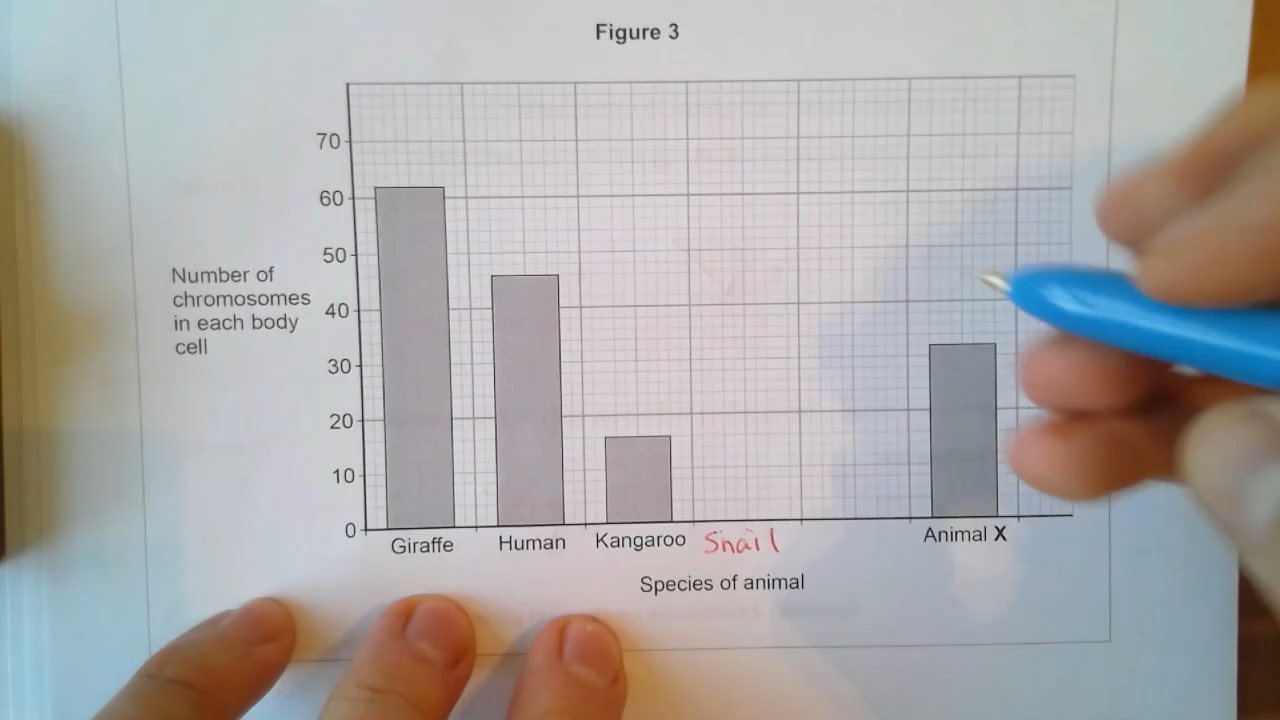 Figure 3
70
60
50
40
30
20
10
0
Number of
chromosomes
in each body
cell
Giraffe
Human
Kangaroo
Snail
Animal X
Species of animal